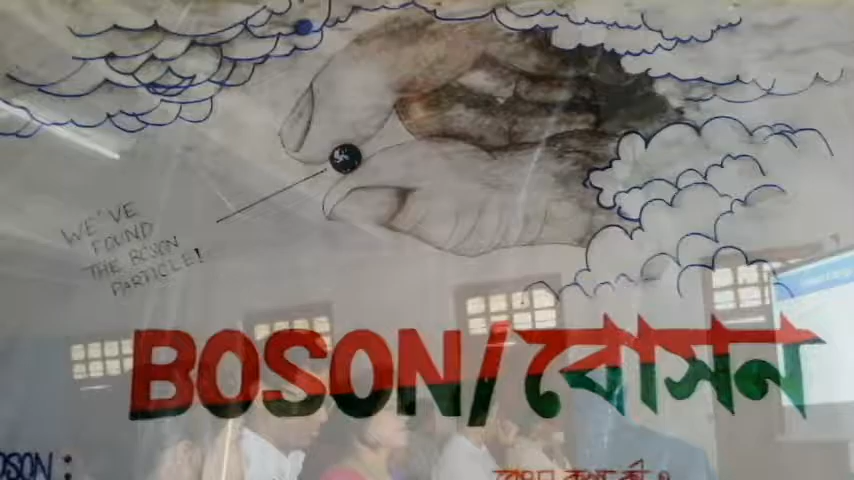 WE'VE
FOUND
THE BOSON
PARTICLE!
BOSON/বোসন
OSON :